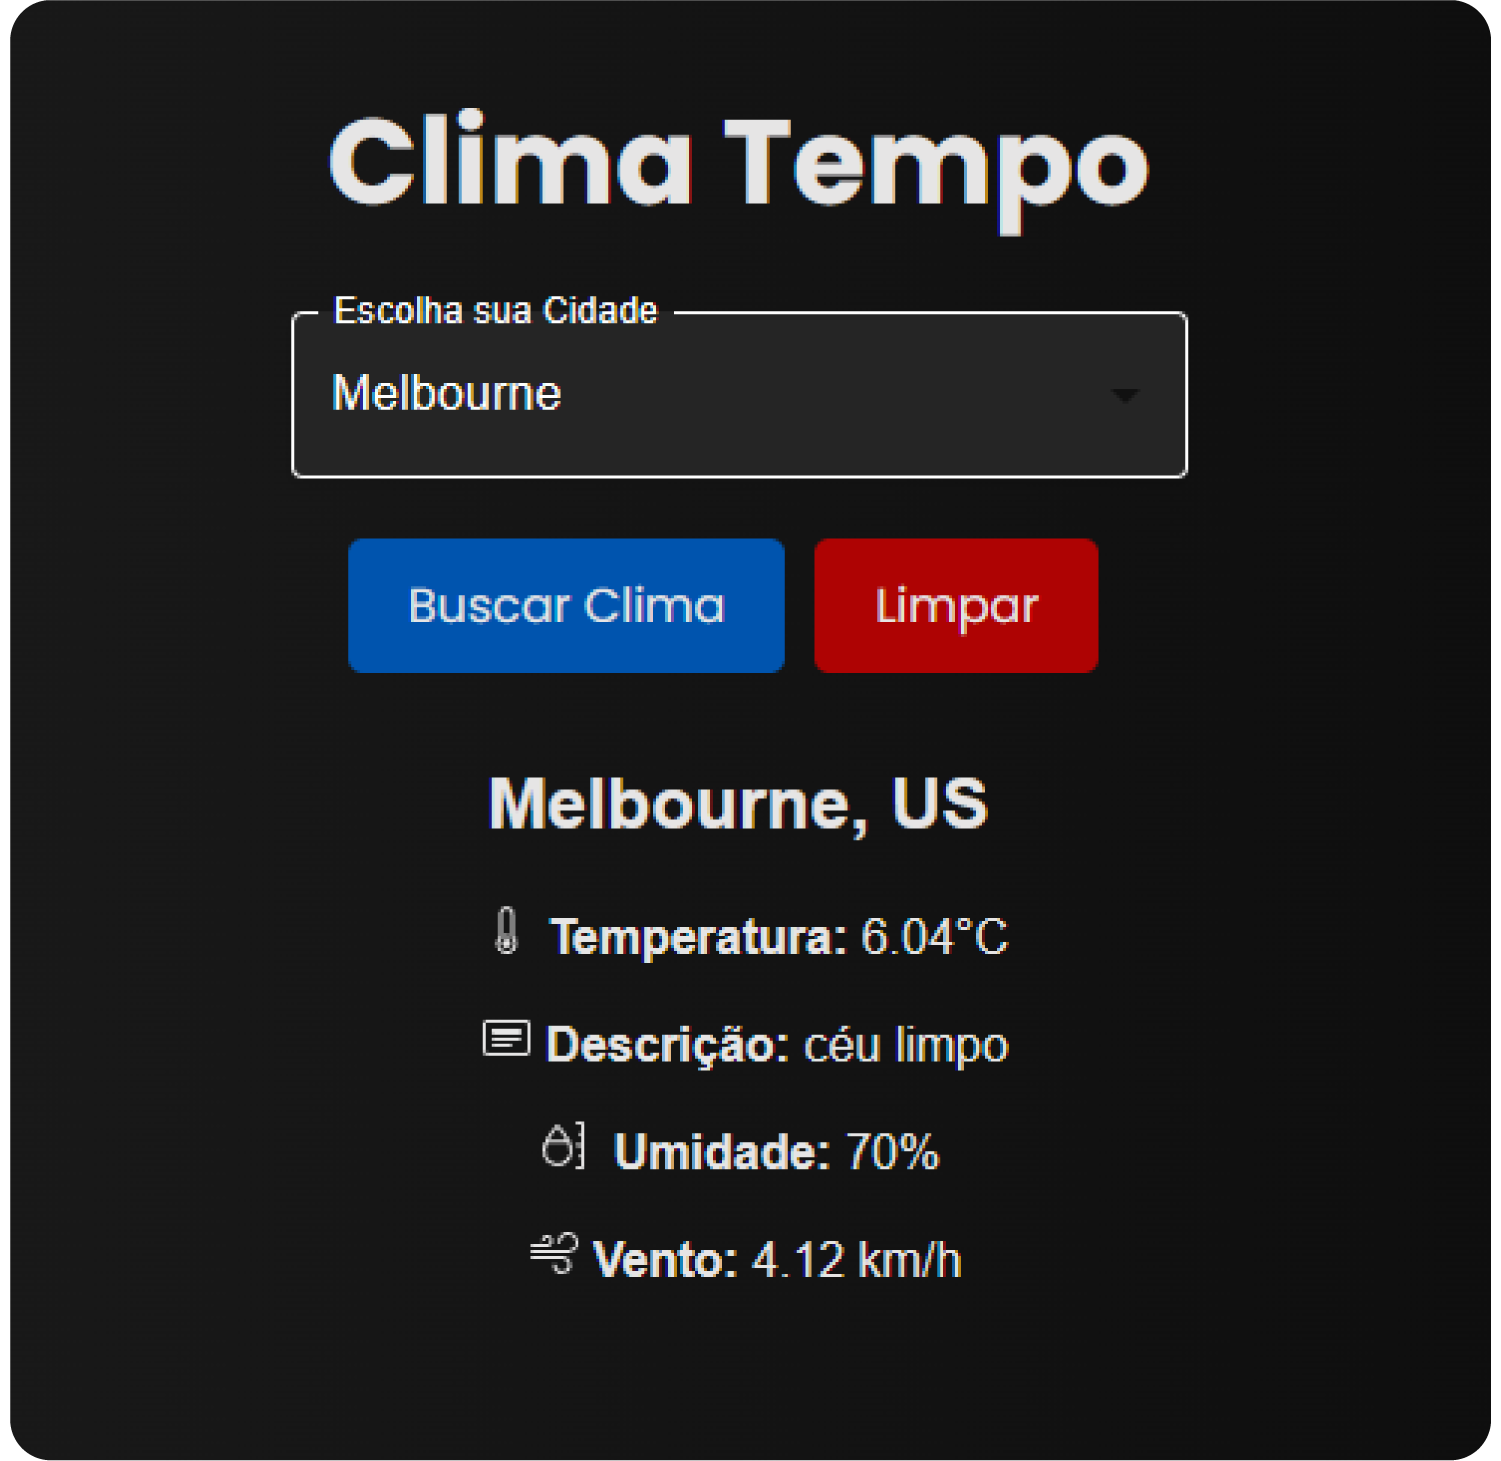 Clima Tempo
Escolha sua Cidade
Melbourne
Buscar Clima
Limpar
Melbourne, US
Temperatura: 6.04°C
Descrição: céu limpo
Umidade: 70%
Vento: 4.12 km/h